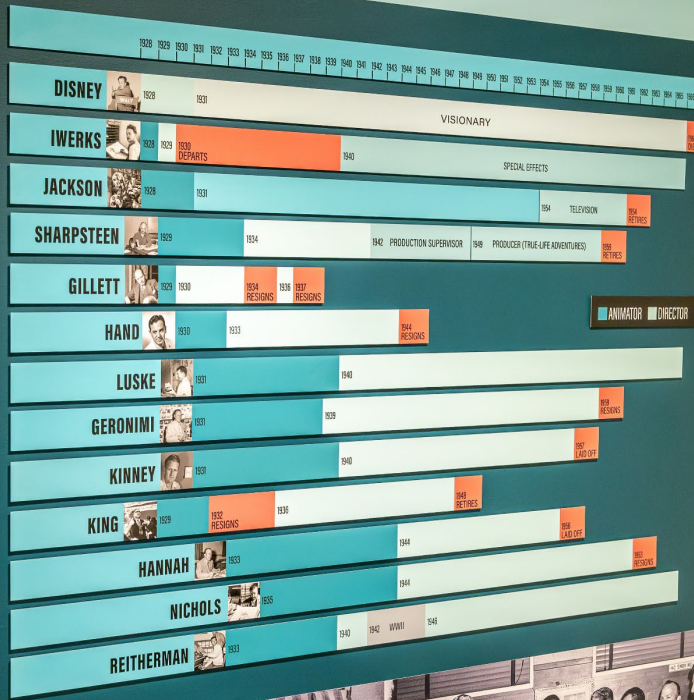 1928 1929 1930 1931 1932 1933 1934 1935 1936 1937 1938 1939 1940 1941 1942 1943 1944 1945 1946 1947 1948 1949 1950 1951 1952 1953 1954 1955 1956 1957 1958 1959 1960 1961 1962 1963 1964 1965
DISNEY 1928 1931 VISIONARY
IWERKS 1928 1929 1930 DEPARTS 1940 SPECIAL EFFECTS
JACKSON 1928 1931 1954 TELEVISION RETIRES
SHARPSTEEN 1929 1934 1942 PRODUCTION SUPERVISOR 1949 PRODUCER (TRUE-LIFE ADVENTURES) 1959 RETIRES
GILLETT 1929 1930 1934 RESIGNS 1936 1937 RESIGNS
ANIMATOR DIRECTOR
HAND 1930 1933 1944 RESIGNS
LUSKE 1931 1940
GERONIMI 1931 1939 1959 RESIGNS
KINNEY 1931 1940 1957 LAID OFF
KING 1929 1932 RESIGNS 1936 1948 RETIRES
HANNAH 1933 1944 1956 LAID OFF
NICHOLS 1935 1944 RESIGNS
REITHERMAN 1933 1940 1942 WWII 1946